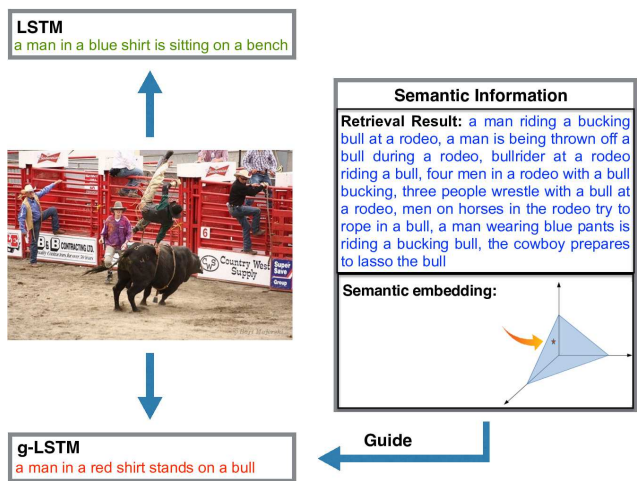 LSTM
a man in a blue shirt is sitting on a bench
Semantic Information
Retrieval Result: a man riding a bucking
bull at a rodeo, a man is being thrown off a
bull during a rodeo, bullrider at a rodeo
riding a bull, four men in a rodeo with a bull
bucking, three people wrestle with a bull at
a rodeo, men on horses in the rodeo try to
rope in a bull, a man wearing blue pants is
riding a bucking bull, the cowboy prepares
to lasso the bull
B & B CONTRACTING LTD.
6
Country West
Supply
Super
Save
Group
Semantic embedding:
*
Guide
g-LSTM
a man in a red shirt stands on a bull